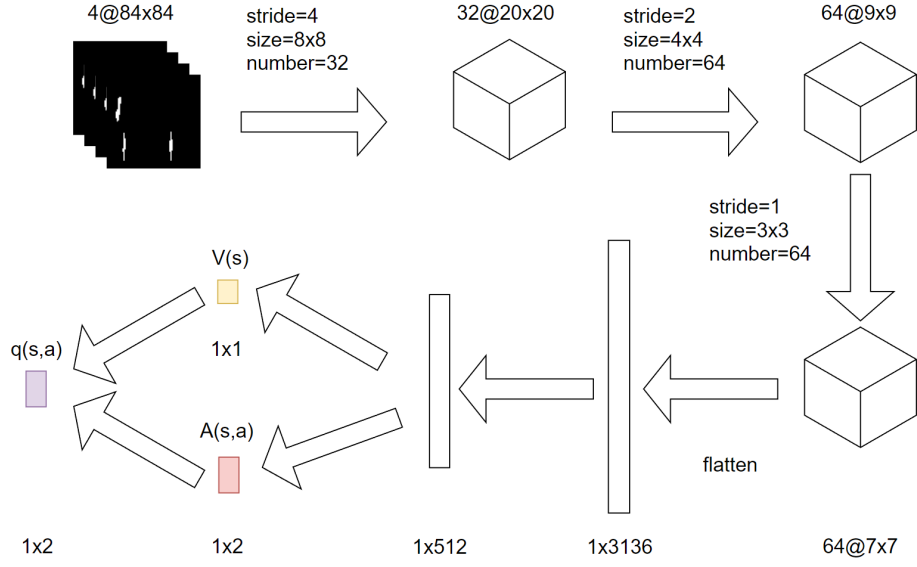 4@84x84
stride=4
size=8x8
number=32
32@20x20
stride=2
size=4x4
number=64
64@9x9
stride=1
size=3x3
number=64
V(s)
1x1
q(s,a)
A(s,a)
flatten
1x2
1x2
1x512
1x3136
64@7x7